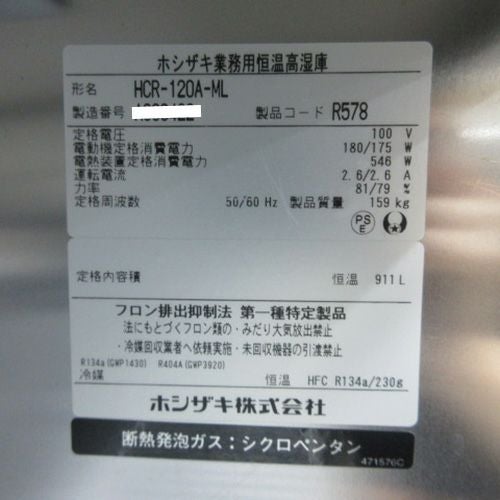 ホシザキ業務用恒温高湿庫
形名 HCR-120A-ML
製造番号 製品コード R578
定格電圧 100 V
電動機定格消費電力 180/175 W
電熱装置定格消費電力 546 W
運転電流 2.6/2.6 A
力率 81/79 %
定格周波数 50/60 Hz 製品質量 159 kg
PS E
定格内容積 恒温 911 L
フロン排出抑制法 第一種特定製品
法にもとづくフロン類の・みだり大気放出禁止
・冷媒回収業者へ依頼実施・未回収機器の引渡禁止
R134a(GWP1430) R404A(GWP3920)
冷媒 恒温 HFC R134a/230g
ホシザキ株式会社
断熱発泡ガス：シクロペンタン
471576C